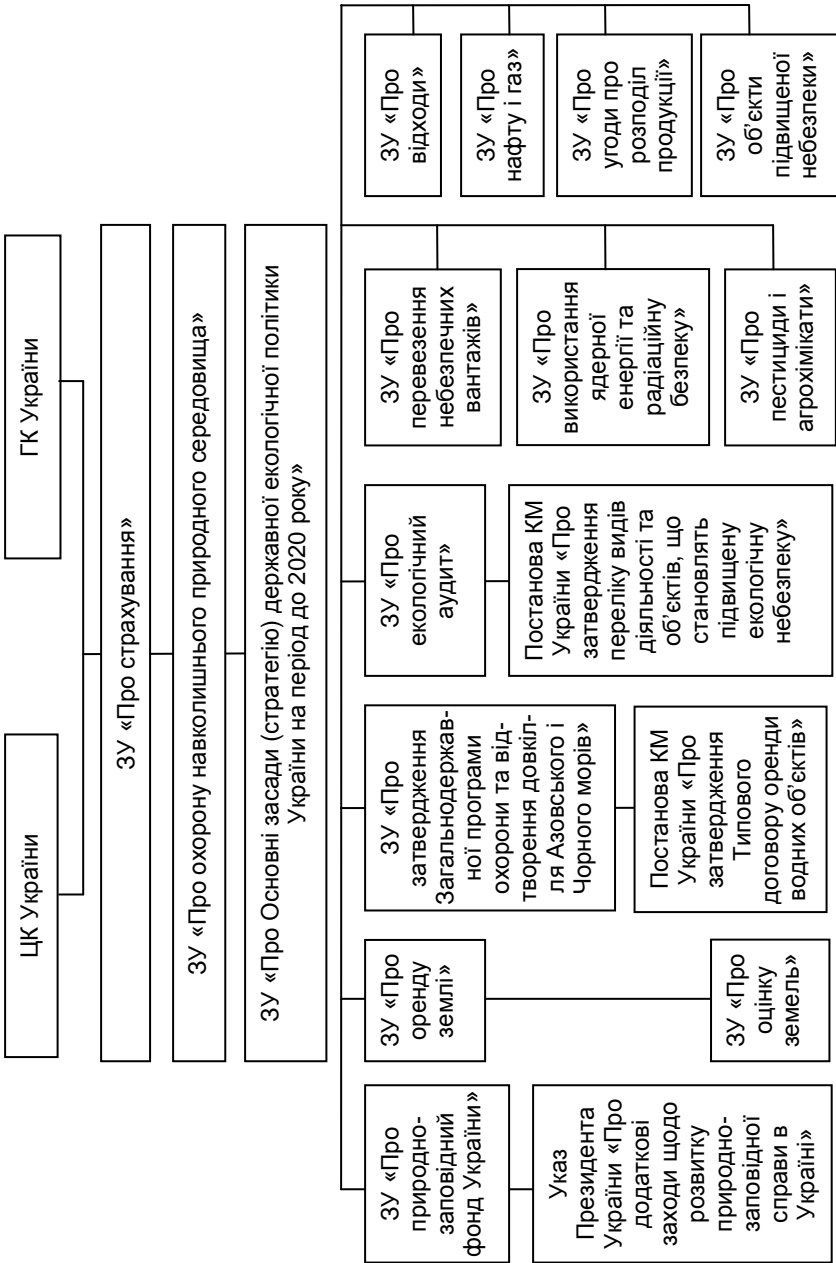 ЦК України
ГК України
ЗУ «Про страхування»
ЗУ «Про охорону навколишнього природного середовища»
ЗУ «Про Основні засади (стратегію) державної екологічної політики
України на період до 2020 року»
ЗУ «Про
природно-
заповідний
фонд України»
Указ
Президента
України «Про
додаткові
заходи щодо
розвитку
природно-
заповідної
справи в
Україні»
ЗУ «Про
оренду
землі»
ЗУ «Про
оцінку
земель»
ЗУ «Про
затвердження
Загальнодержав-
ної програми
охорони та від-
творення довкіл-
ля Азовського і
Чорного морів»
Постанова КМ
України «Про
затвердження
Типового
договору оренди
водних об’єктів»
ЗУ «Про
екологічний
аудит»
Постанова КМ
України «Про
затвердження
переліку видів
діяльності та
об’єктів, що
становлять
підвищену
екологічну
небезпеку»
ЗУ «Про
перевезення
небезпечних
вантажів»
ЗУ «Про
використання
ядерної
енергії та
радіаційну
безпеку»
ЗУ «Про
пестициди і
агрохімікати»
ЗУ «Про
відходи»
ЗУ «Про
нафту і газ»
ЗУ «Про
угоди про
розподіл
продукції»
ЗУ «Про
об’єкти
підвищеної
небезпеки»